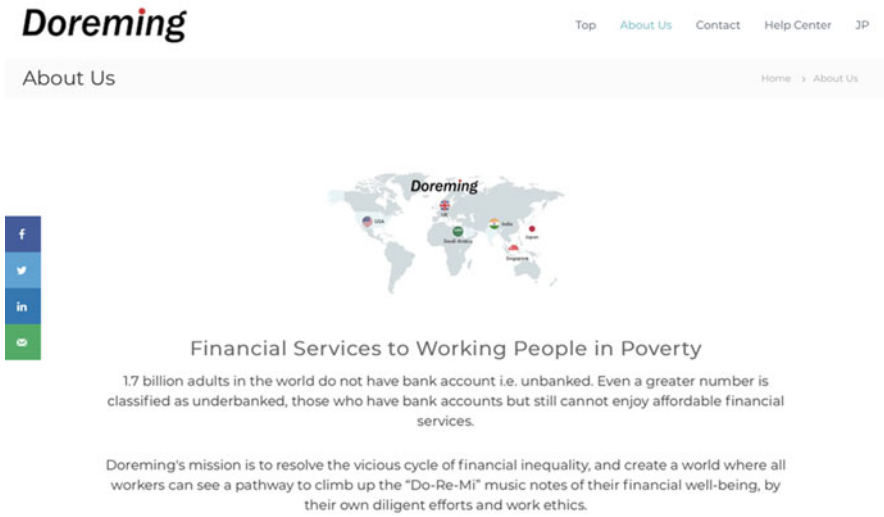 Doreming
Top About Us Contact Help Center JP
About Us
Home > About Us
Doreming
UK
USA
India
Saudi Arabia
Japan
Singapore
f
in
Financial Services to Working People in Poverty
1.7 billion adults in the world do not have bank account i.e. unbanked. Even a greater number is
classified as underbanked, those who have bank accounts but still cannot enjoy affordable financial
services.
Doreming's mission is to resolve the vicious cycle of financial inequality, and create a world where all
workers can see a pathway to climb up the “Do-Re-Mi” music notes of their financial well-being, by
their own diligent efforts and work ethics.